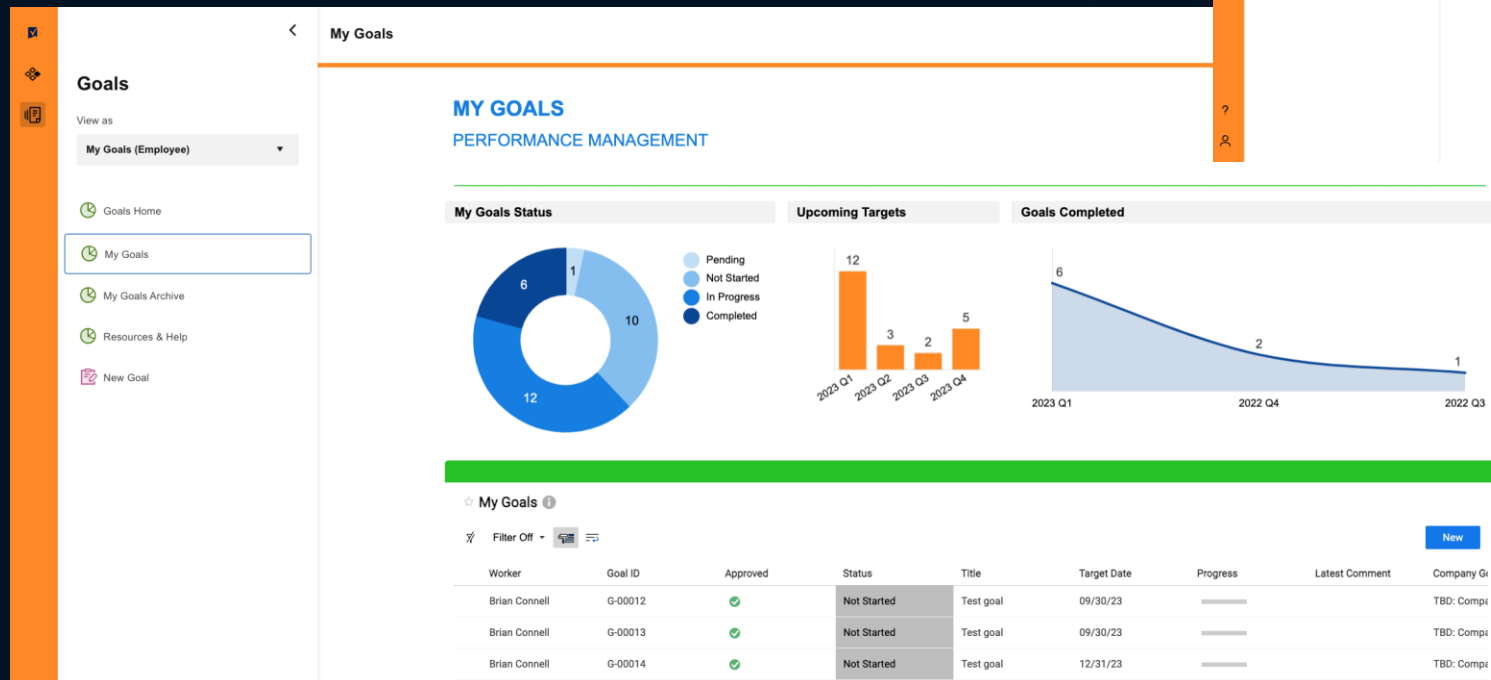 My Goals
Goals
View as
My Goals (Employee)
Goals Home
My Goals
My Goals Archive
Resources & Help
New Goal
?
MY GOALS
PERFORMANCE MANAGEMENT
My Goals Status
6
1
10
12
Pending
Not Started
In Progress
Completed
Upcoming Targets
12
3
2
5
2023 Q1
2023 Q2
2023 Q3
2023 Q4
Goals Completed
6
2
1
2023 Q1
2022 Q4
2022 Q3
My Goals
Filter Off
New
Worker Goal ID Approved Status Title Target Date Progress Latest Comment Company
Brian Connell G-00012 Not Started Test goal 09/30/23 TBD:
Brian Connell G-00013 Not Started Test goal 09/30/23 TBD:
Brian Connell G-00014 Not Started Test goal 12/31/23 TBD: